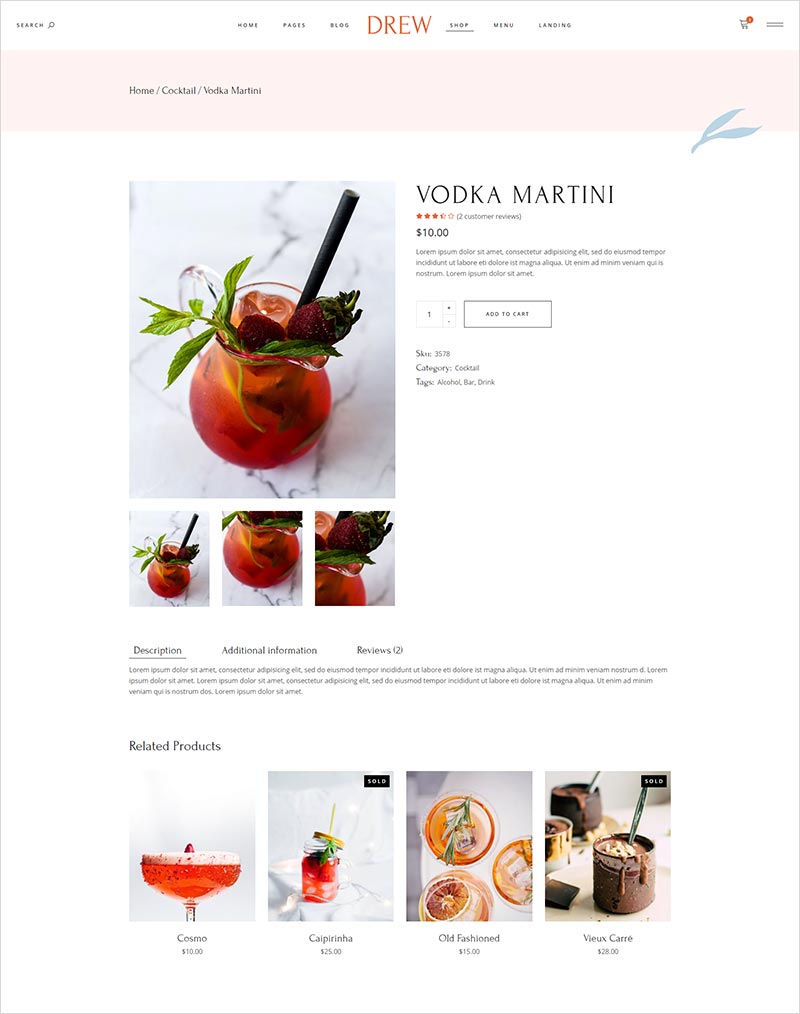 SEARCH
HOME PAGES BLOG DREW SHOP MENU LANDING
Home / Cocktail / Vodka Martini
VODKA MARTINI
(2 customer reviews)
$10.00
Lorem ipsum dolor sit amet, consectetur adipisicing elit, sed do eiusmod tempor
incididunt ut labore eti dolore dolor ist magna aliqua. Ut enim ad minim veniam qui is
nostrum. Lorem ipsum dolor sit amet.
1 + -
ADD TO CART
Sku: 3578
Category: Cocktail
Tags: Alcohol, Bar, Drink
Description Additional information Reviews (2)
Lorem ipsum dolor sit amet, consectetur adipisicing elit, sed do eiusmod tempor incididunt ut labore et dolore magna aliqua. Ut enim ad minim veniam nostrum d. Lorem
ipsum dolor sit amet, consectetur adipisicing elit, sed do eiusmod tempor incididunt ut labore eti dolore dolor ist magna aliqua. Ut enim ad minim
veniam qui is nostrum dos. Lorem ipsum dolor sit amet.
Related Products
SOLD
SOLD
Cosmo Caipirinha Old Fashioned Vieux Carré
$10.00 $25.00 $15.00 $28.00